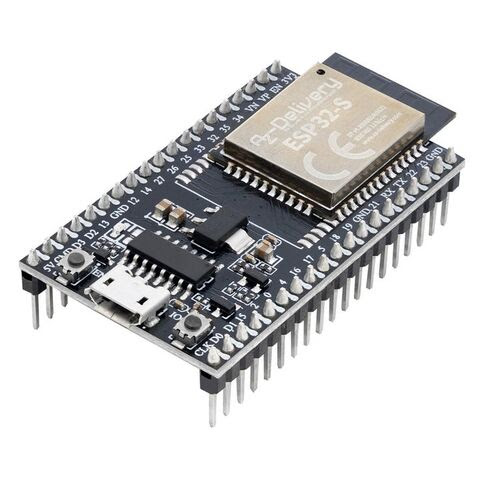 AZ-Delivery
ESP32-S
CE
3V3
EN
VP
VN
34
35
32
33
25
26
27
14
12
GND
13
D2
D3
CMD
5V
GND
23
22
TX
RX
21
GND
19
18
5
17
16
4
0
2
15
D1
D0
CLK